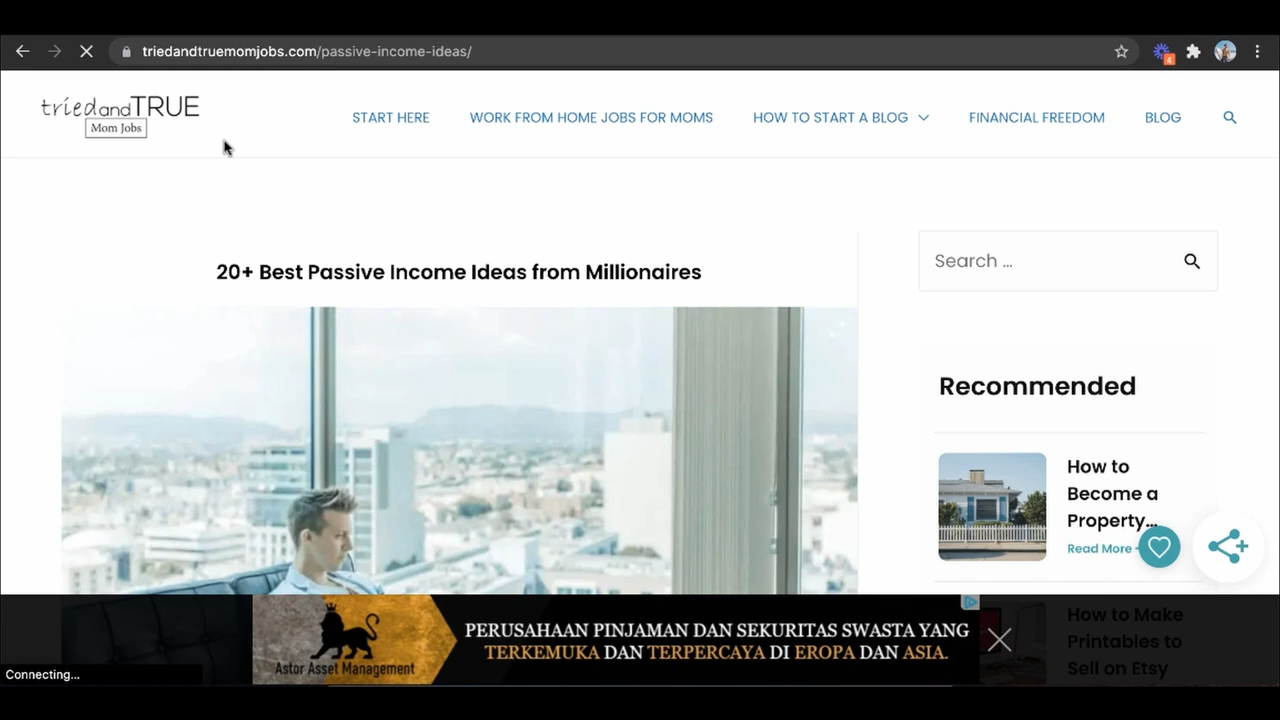 triedandtruemomjobs.com/passive-income-ideas/
4
triedandTRUE
Mom Jobs
START HERE
WORK FROM HOME JOBS FOR MOMS
HOW TO START A BLOG
FINANCIAL FREEDOM
BLOG
20+ Best Passive Income Ideas from Millionaires
Search ...
Recommended
How to
Become a
Property...
Read More
How to Make
Printables to
Sell on Etsy
Astor Asset Management
PERUSAHAAN PINJAMAN DAN SEKURITAS SWASTA YANG
TERKEMUKA DAN TERPERCAYA DI EROPA DAN ASIA.
Connecting...